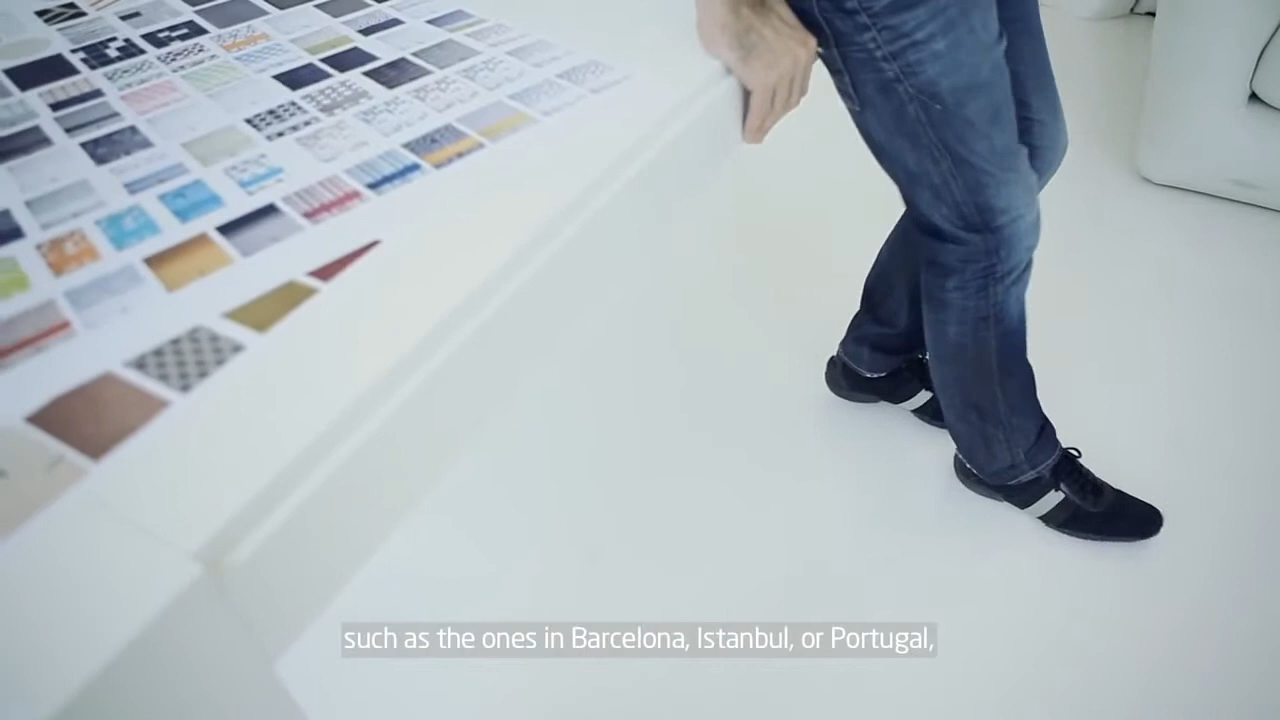 such as the ones in Barcelona, Istanbul, or Portugal,